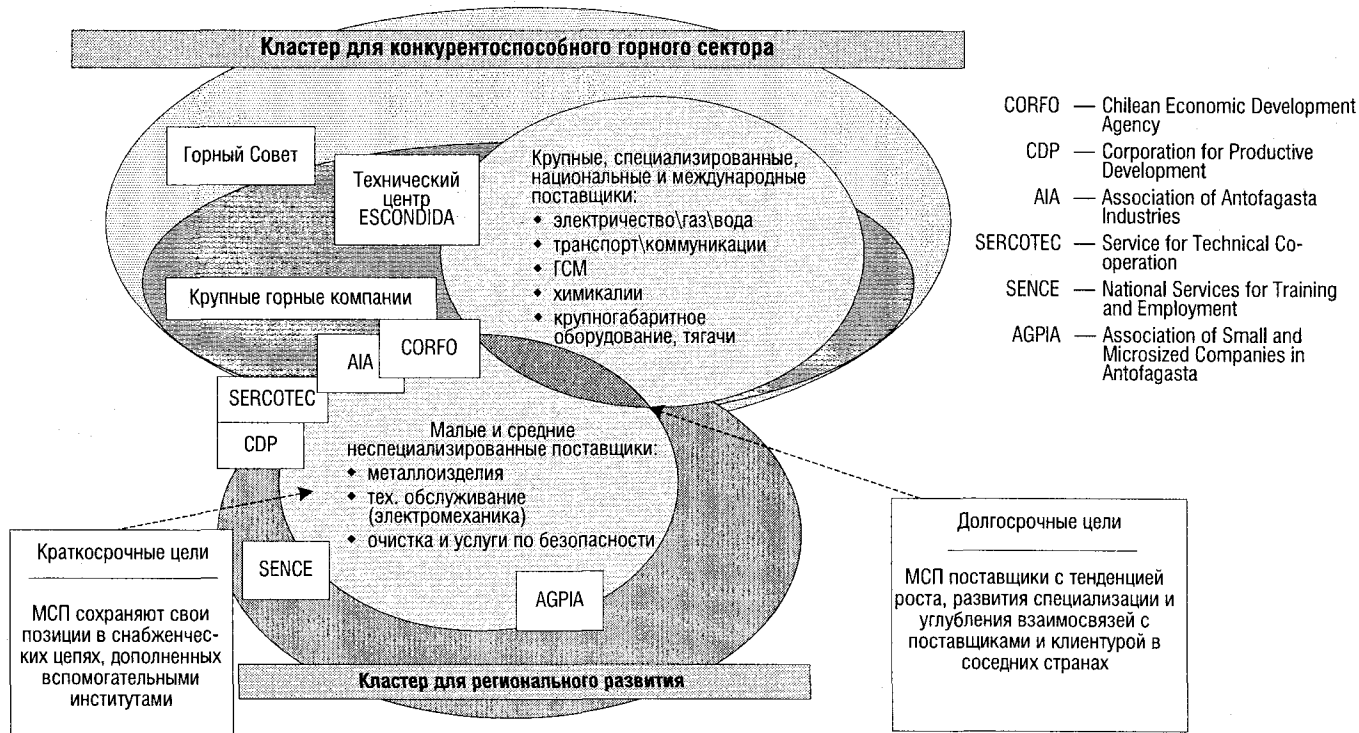 Кластер для конкурентоспособного горного сектора
Горный Совет
Технический
центр
ESCONDIDA
Крупные, специализированные,
национальные и международные
поставщики:
• электричество\газ\вода
• транспорт\коммуникации
• ГСМ
• химикалии
• крупногабаритное
оборудование, тягачи
Крупные горные компании
CORFO
AIA
SERCOTEC
CDP
Малые и средние
неспециализированные поставщики:
• металлоизделия
• тех. обслуживание
(электромеханика)
• очистка и услуги по безопасности
SENCE
AGPIA
Кластер для регионального развития
Краткосрочные цели
МСП сохраняют свои
позиции в снабженчес-
ких цепях, дополненных
вспомогательными
институтами
Долгосрочные цели
МСП поставщики с тенденцией
роста, развития специализации и
углубления взаимосвязей с
поставщиками и клиентурой в
соседних странах
CORFO — Chilean Economic Development
Agency
CDP — Corporation for Productive
Development
AIA — Association of Antofagasta
Industries
SERCOTEC — Service for Technical Co-
operation
SENCE — National Services for Training
and Employment
AGPIA — Association of Small and
Microsized Companies in
Antofagasta